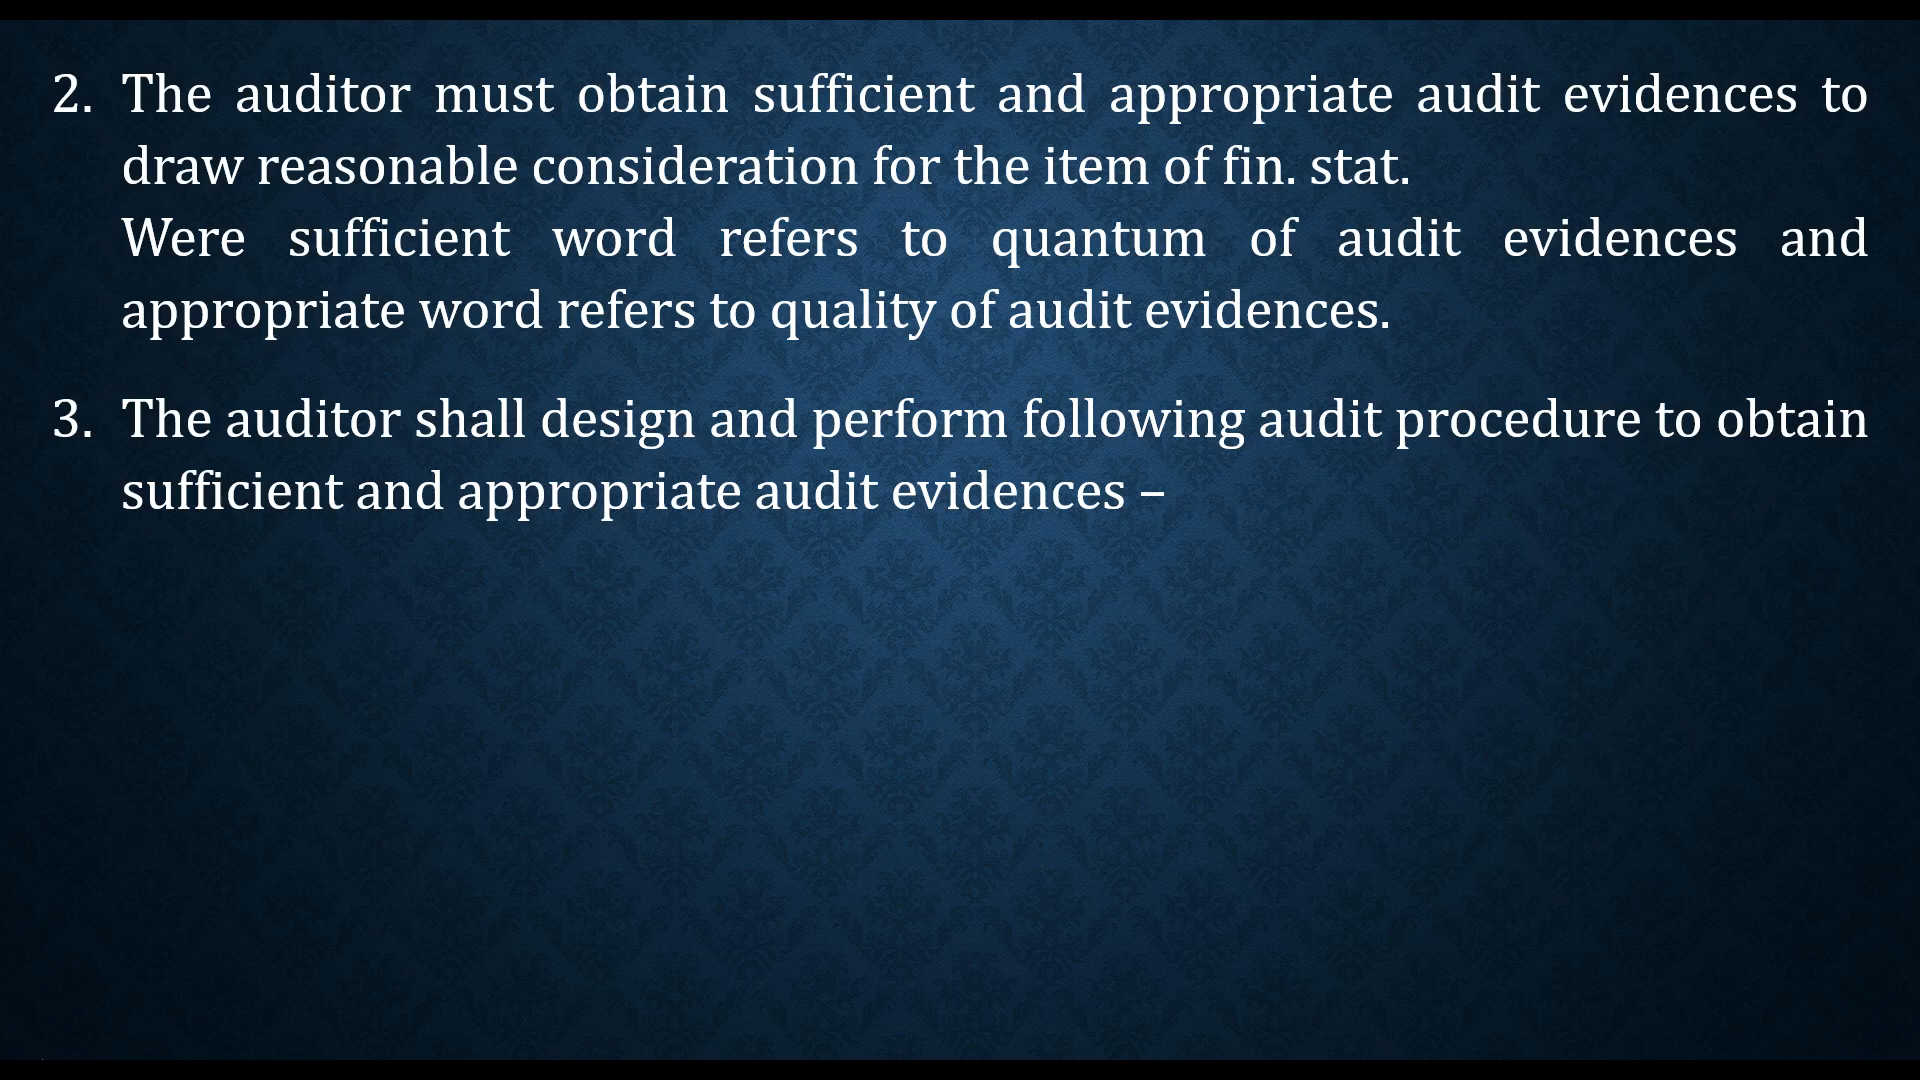 2. The auditor must obtain sufficient and appropriate audit evidences to
draw reasonable consideration for the item of fin. stat.
Were sufficient word refers to quantum of audit evidences and
appropriate word refers to quality of audit evidences.
3. The auditor shall design and perform following audit procedure to obtain
sufficient and appropriate audit evidences –